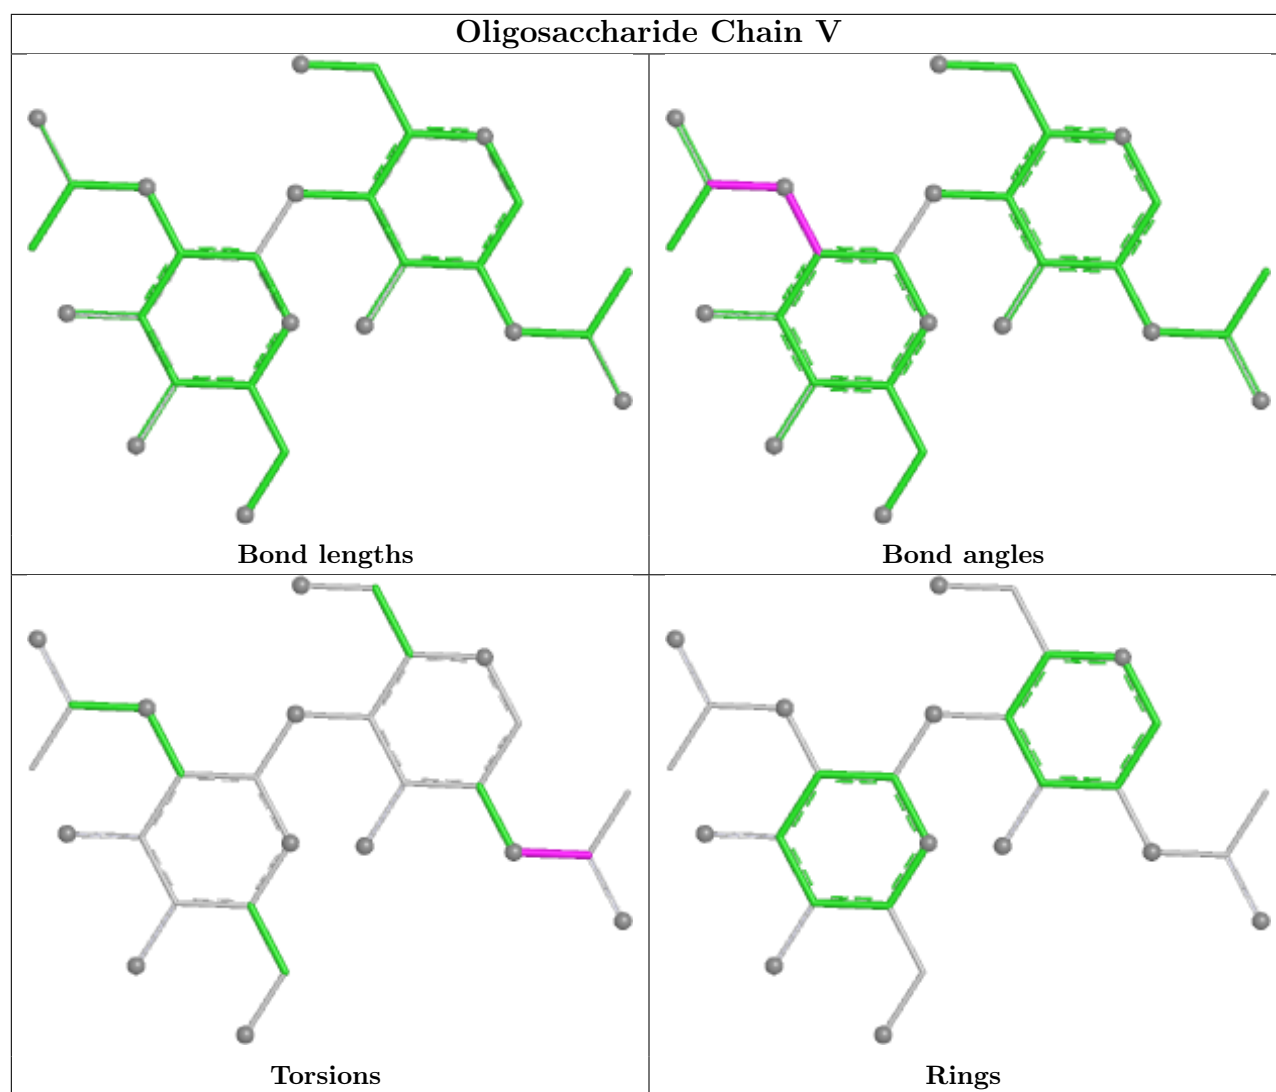 Oligosaccharide Chain V
Bond lengths
Bond angles
Torsions
Rings